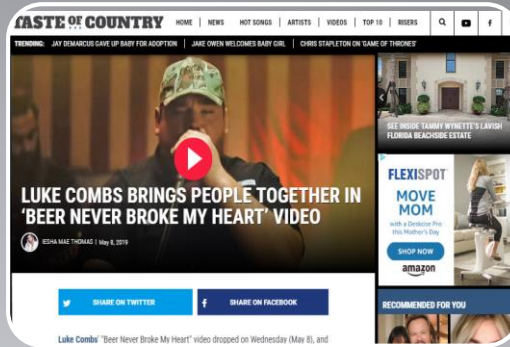 TASTE OF COUNTRY
HOME | NEWS HOT SONGS | ARTISTS | VIDEOS | TOP 10 | RISERS
TRENDING: JAY DEMARCUS GAVE UP BABY FOR ADOPTION | JAKE OWEN WELCOMES BABY GIRL | CHRIS STAPLETON ON 'GAME OF THRONES'
LUKE COMBS BRINGS PEOPLE TOGETHER IN
'BEER NEVER BROKE MY HEART' VIDEO
IESHA MAE THOMAS | May 8, 2019
SHARE ON TWITTER
SHARE ON FACEBOOK
Luke Combs' "Beer Never Broke My Heart" video dropped on Wednesday (May 8), and
SEE INSIDE TAMMY WYNETTE'S LAVISH
FLORIDA BEACHSIDE ESTATE
FLEXISPOT
MOVE
MOM
with a Deskcise Pro
this Mother's Day
SHOP NOW
amazon
RECOMMENDED FOR YOU